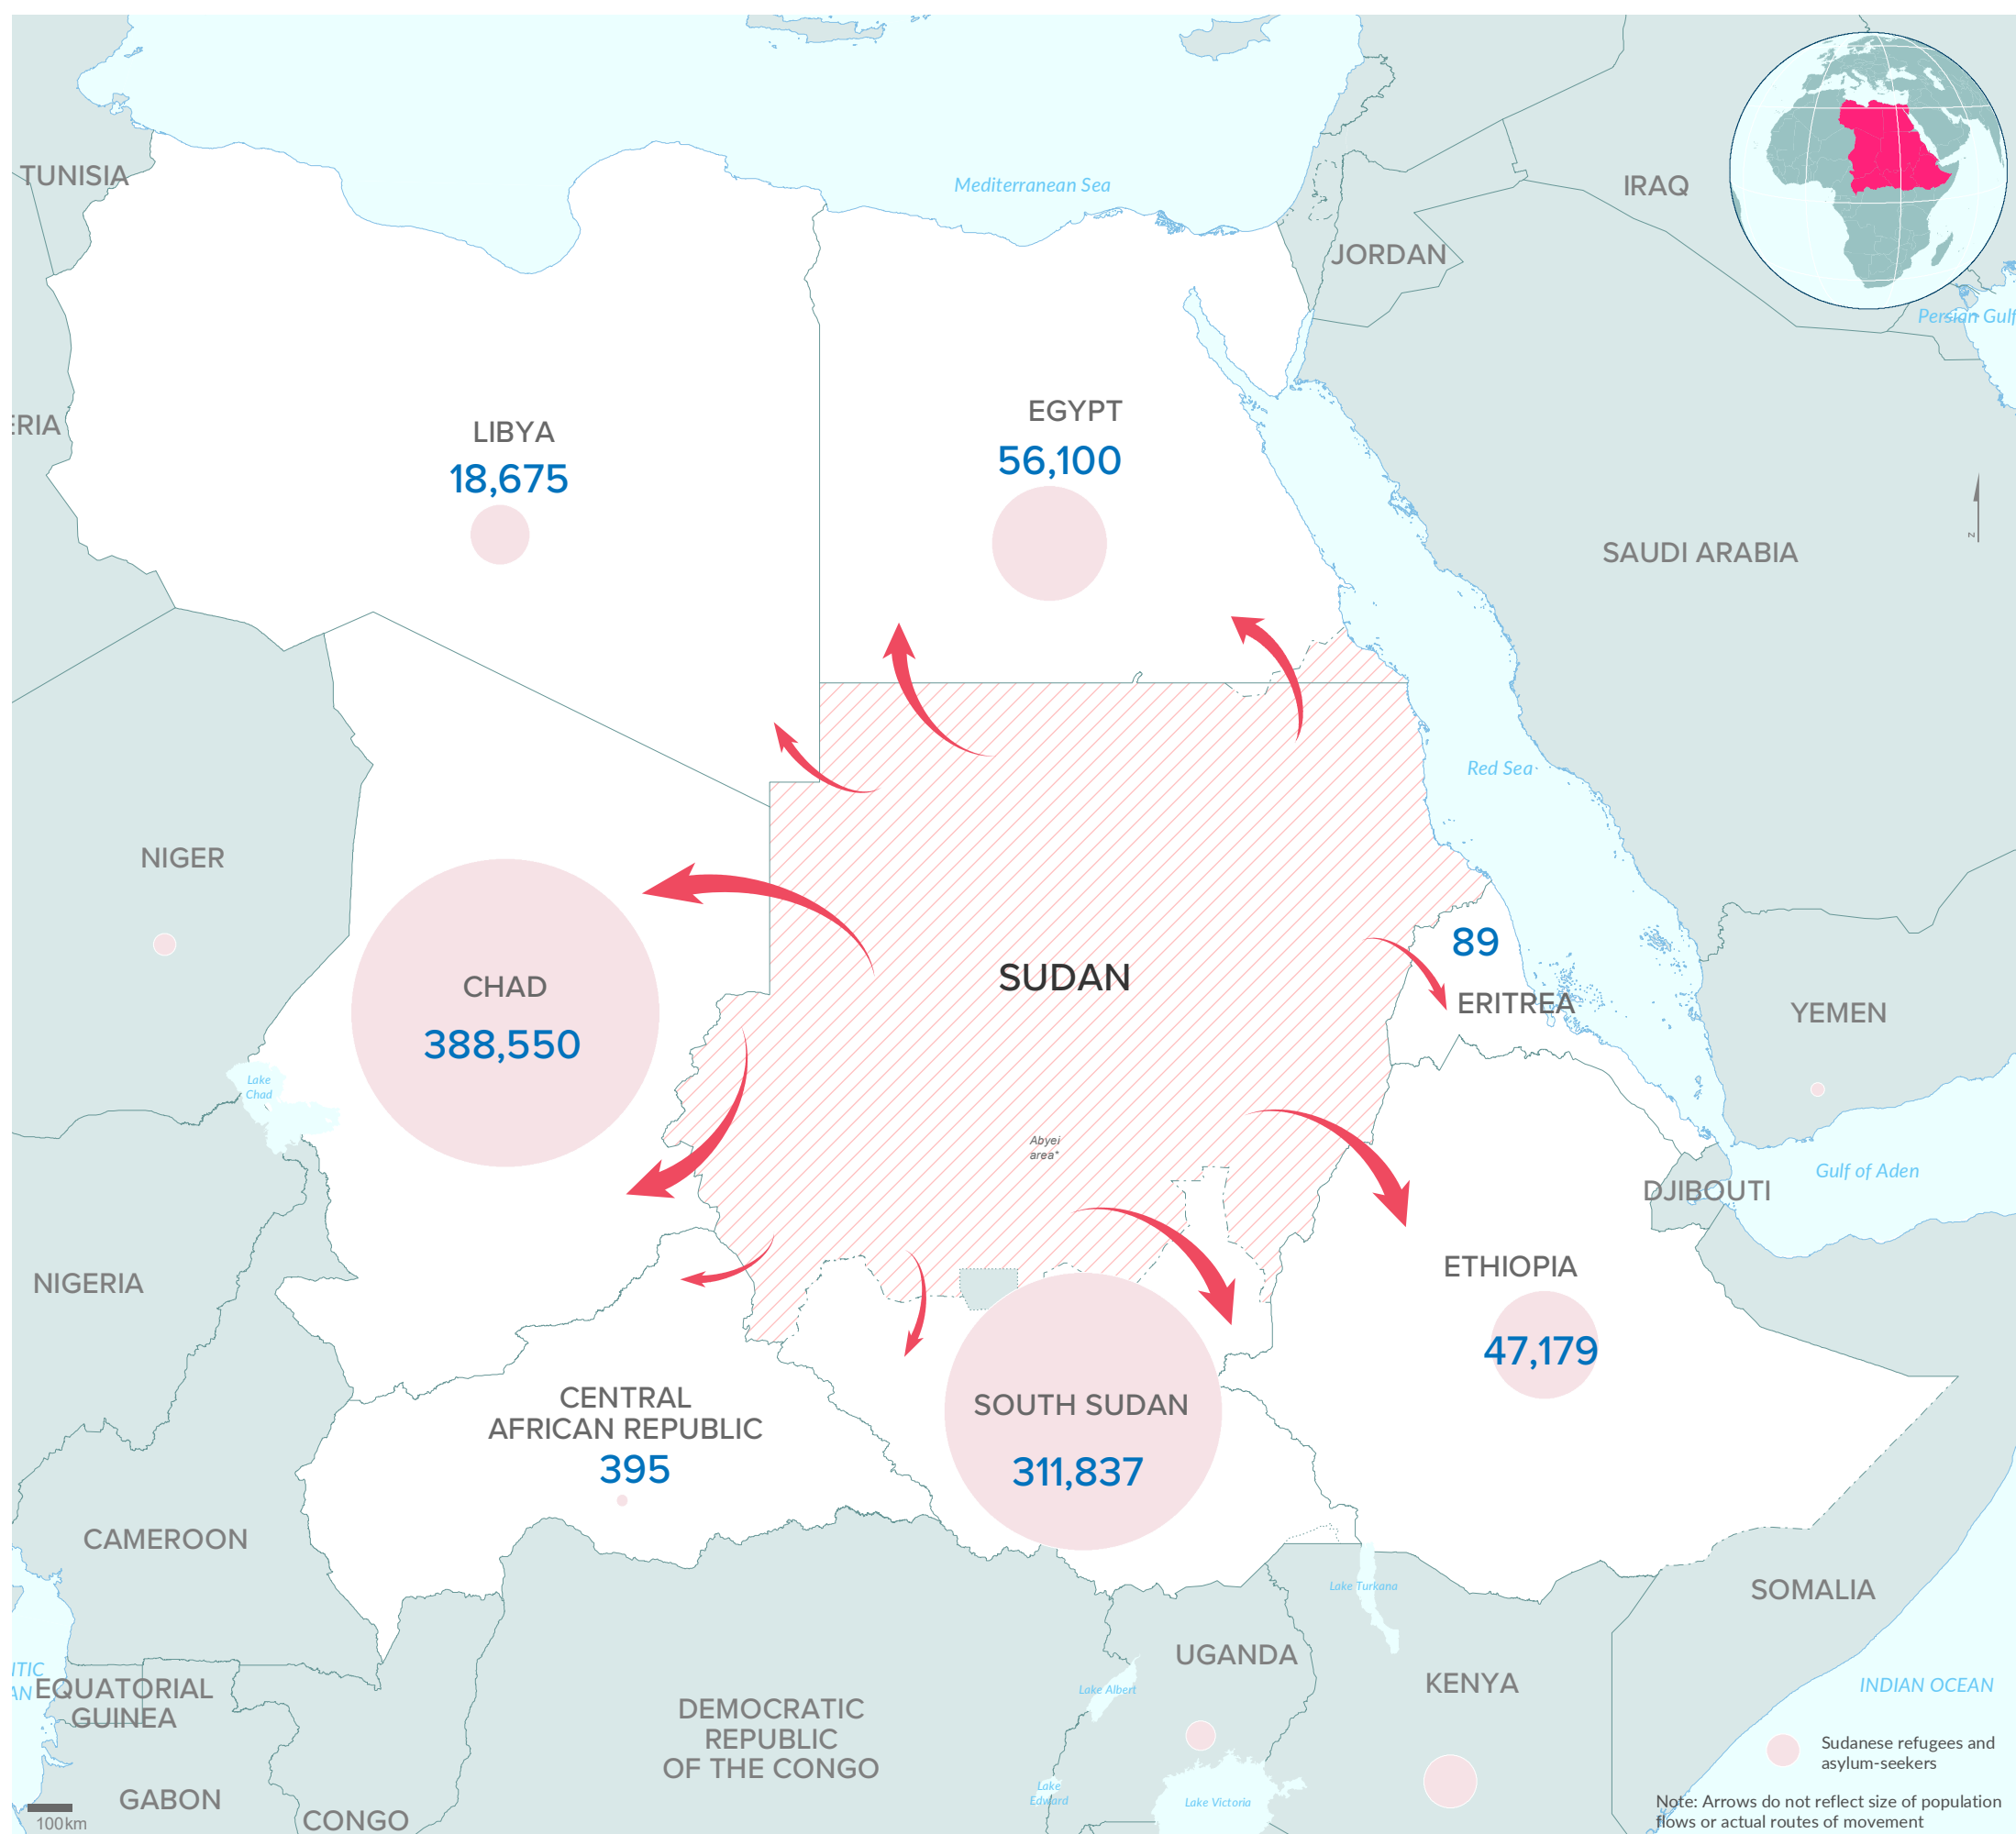 TUNISIA
Mediterranean Sea
IRAQ
JORDAN
Persian Gulf
ERIA
LIBYA
18,675
EGYPT
56,100
SAUDI ARABIA
z
Red Sea
NIGER
CHAD
388,550
SUDAN
89
ERITREA
YEMEN
Lake
Chad
Abyei
area*
Gulf of Aden
DJIBOUTI
NIGERIA
ETHIOPIA
47,179
CENTRAL
AFRICAN REPUBLIC
395
SOUTH SUDAN
311,837
CAMEROON
Lake Turkana
SOMALIA
UGANDA
KENYA
TIC
AN
EQUATORIAL
GUINEA
Lake Albert
INDIAN OCEAN
DEMOCRATIC
REPUBLIC
OF THE CONGO
Sudanese refugees and
asylum-seekers
Lake
Edward
Lake Victoria
GABON
CONGO
100km
Note: Arrows do not reflect size of population
flows or actual routes of movement